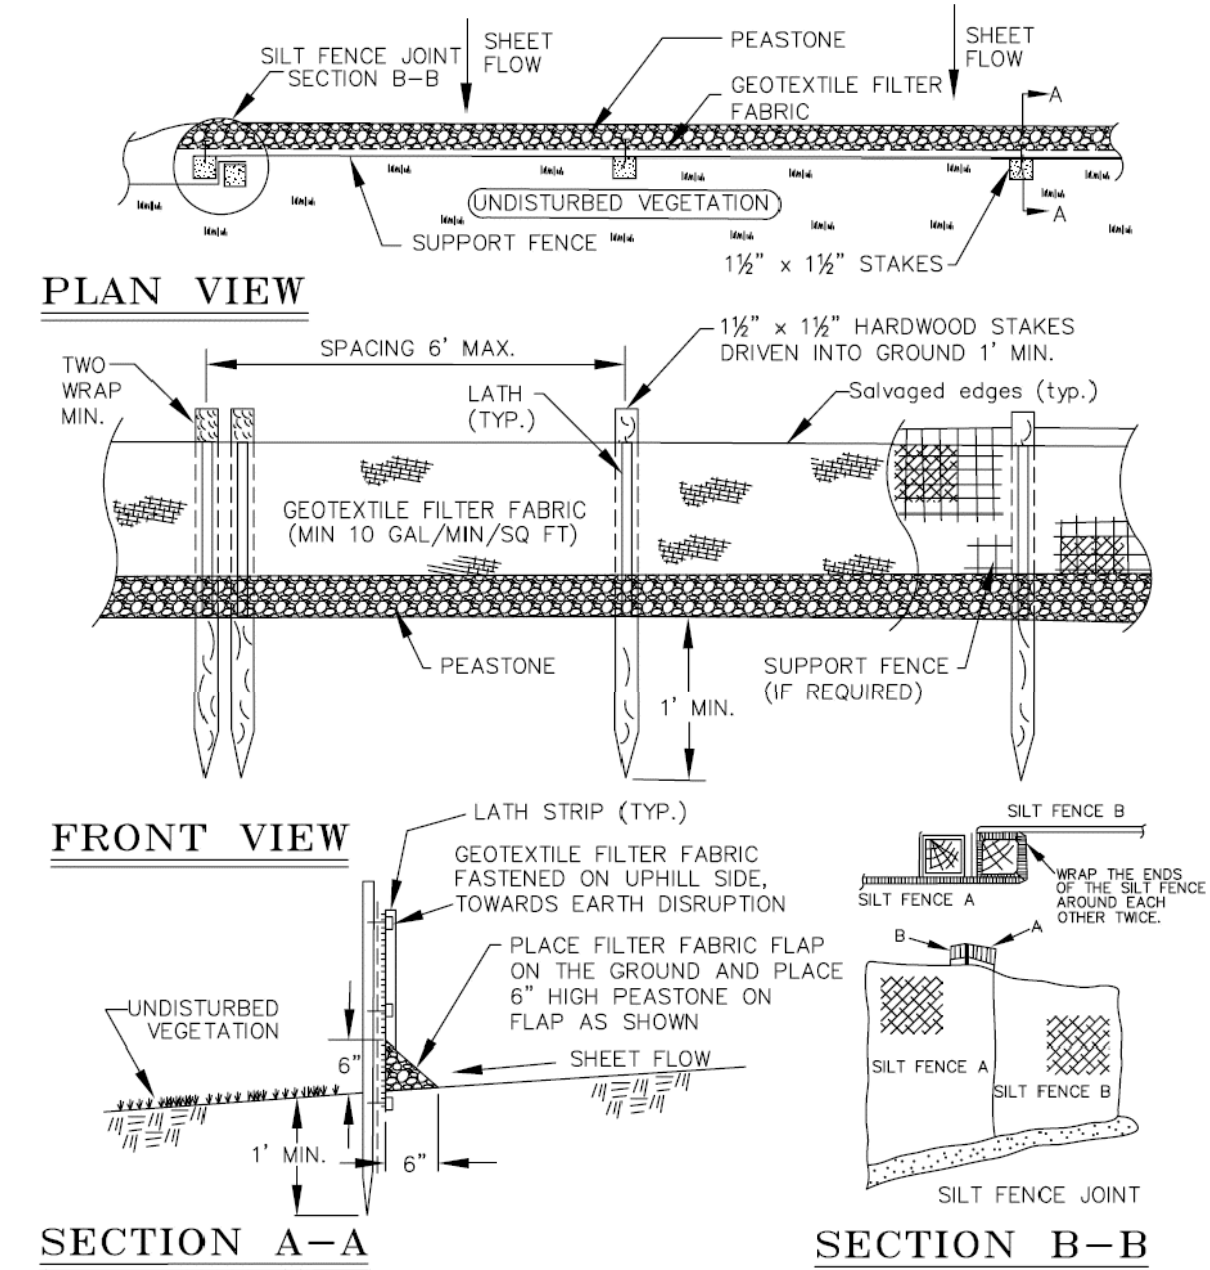 SILT FENCE JOINT
SECTION B-B
SHEET
FLOW
PEASTONE
GEOTEXTILE FILTER
FABRIC
SHEET
FLOW
A
A
UNDISTURBED VEGETATION
SUPPORT FENCE
1½" x 1½" STAKES
PLAN VIEW
TWO
WRAP
MIN.
SPACING 6' MAX.
1½" x 1½" HARDWOOD STAKES
DRIVEN INTO GROUND 1' MIN.
LATH
(TYP.)
Salvaged edges (typ.)
GEOTEXTILE FILTER FABRIC
(MIN 10 GAL/MIN/SQ FT)
PEASTONE
1' MIN.
SUPPORT FENCE
(IF REQUIRED)
FRONT VIEW
LATH STRIP (TYP.)
GEOTEXTILE FILTER FABRIC
FASTENED ON UPHILL SIDE,
TOWARDS EARTH DISRUPTION
PLACE FILTER FABRIC FLAP
ON THE GROUND AND PLACE
6" HIGH PEASTONE ON
FLAP AS SHOWN
UNDISTURBED
VEGETATION
6"
SHEET FLOW
1' MIN.
6"
SECTION A-A
SILT FENCE B
WRAP THE ENDS
OF THE SILT FENCE
AROUND EACH
OTHER TWICE.
SILT FENCE A
B
A
SILT FENCE A
SILT FENCE B
SILT FENCE JOINT
SECTION B-B